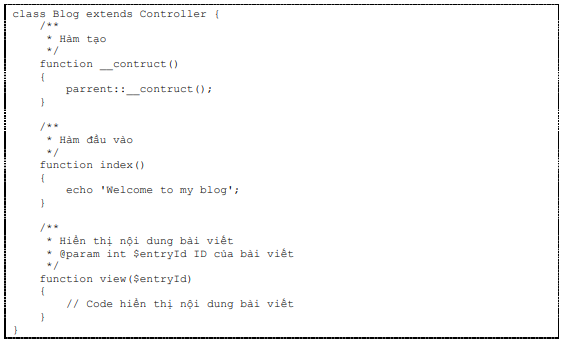 class Blog extends Controller {
    /**
     * Hàm tạo
     */
    function __contruct()
    {
        parrent::__contruct();
    }

    /**
     * Hàm đầu vào
     */
    function index()
    {
        echo 'Welcome to my blog';
    }

    /**
     * Hiển thị nội dung bài viết
     * @param int $entryId ID của bài viết
     */
    function view($entryId)
    {
        // Code hiển thị nội dung bài viết
    }
}